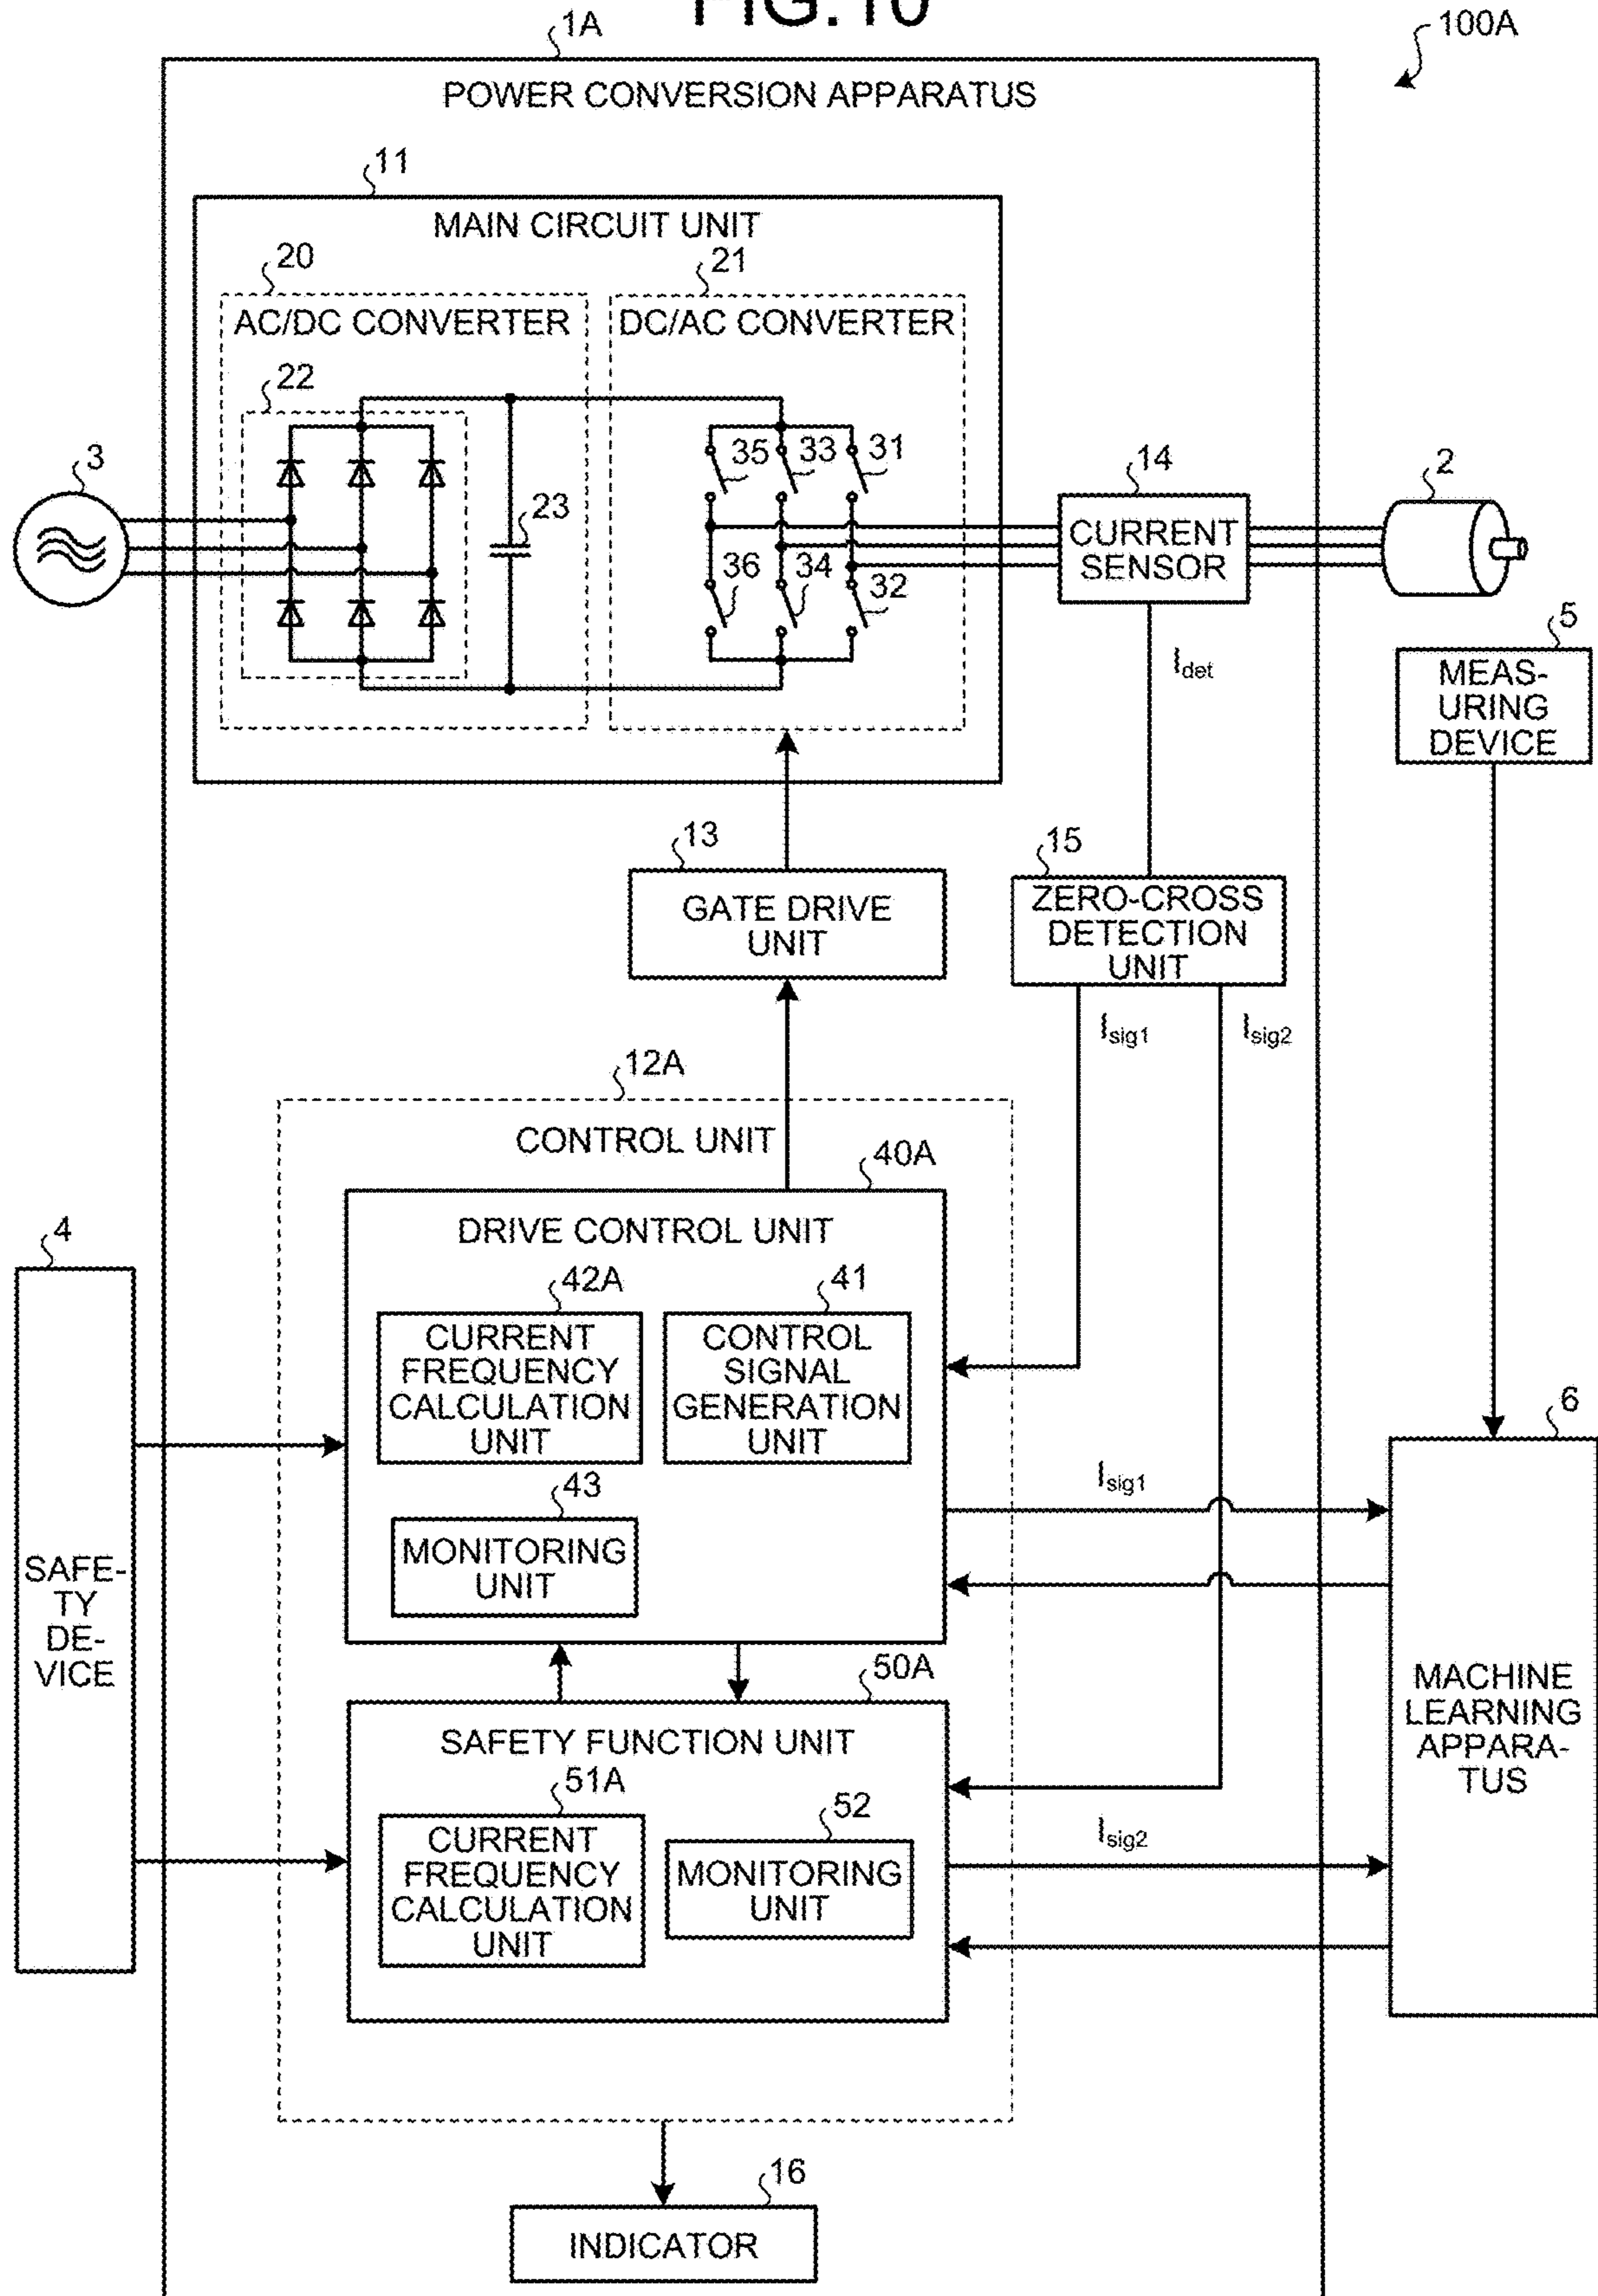 FIG.10
1A
100A
POWER CONVERSION APPARATUS
11
MAIN CIRCUIT UNIT
20
21
AC/DC CONVERTER
DC/AC CONVERTER
22
35
33
31
3
14
2
23
CURRENT
SENSOR
36
34
32
5
Idet
MEAS-
URING
DEVICE
13
15
GATE DRIVE
UNIT
ZERO-CROSS
DETECTION
UNIT
Isig1
Isig2
12A
CONTROL UNIT
40A
4
DRIVE CONTROL UNIT
42A
41
CURRENT
FREQUENCY
CALCULATION
UNIT
CONTROL
SIGNAL
GENERATION
UNIT
6
43
Isig1
MONITORING
UNIT
SAFE-
TY
DE-
VICE
50A
MACHINE
LEARNING
APPARA-
TUS
SAFETY FUNCTION UNIT
51A
52
CURRENT
FREQUENCY
CALCULATION
UNIT
MONITORING
UNIT
Isig2
16
INDICATOR